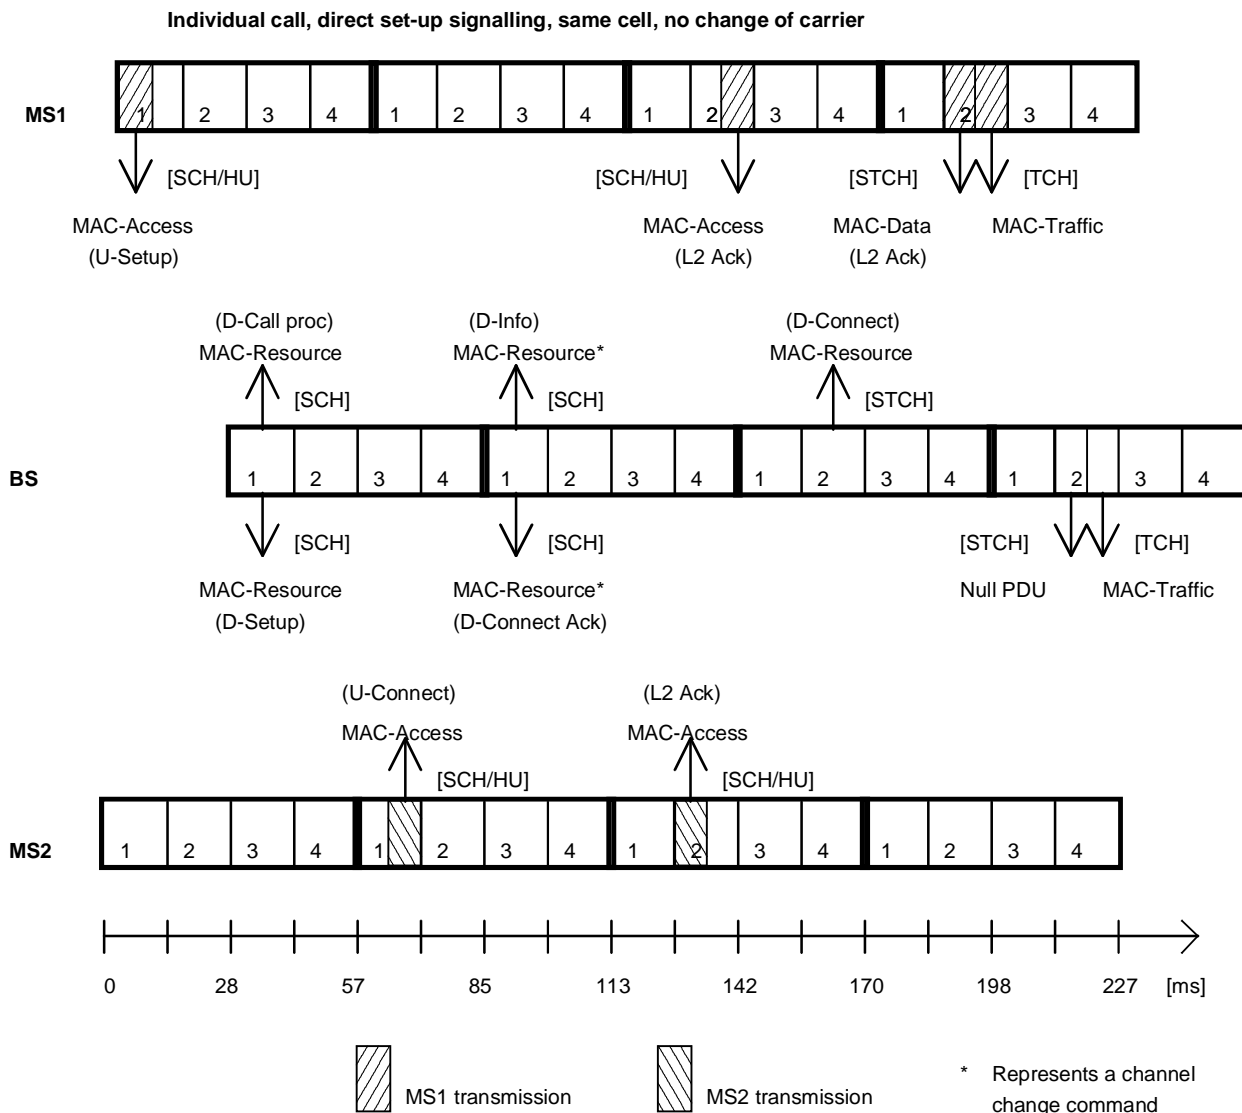 Individual call, direct set-up signalling, same cell, no change of carrier
MS1
1 2 3 4 1 2 3 4 1 2 3 4 1 2 3 4
[SCH/HU] [SCH/HU] [STCH] [TCH]
MAC-Access MAC-Access MAC-Data MAC-Traffic
(U-Setup) (L2 Ack) (L2 Ack)
(D-Call proc) (D-Info) (D-Connect)
MAC-Resource MAC-Resource* MAC-Resource
[SCH] [SCH] [STCH]
BS
1 2 3 4 1 2 3 4 1 2 3 4 1 2 3 4
[SCH] [SCH] [STCH] [TCH]
MAC-Resource MAC-Resource* Null PDU MAC-Traffic
(D-Setup) (D-Connect Ack)
(U-Connect) (L2 Ack)
MAC-Access MAC-Access
[SCH/HU] [SCH/HU]
MS2
1 2 3 4 1 2 3 4 1 2 3 4 1 2 3 4
0 28 57 85 113 142 170 198 227 [ms]
MS1 transmission MS2 transmission * Represents a channel
change command